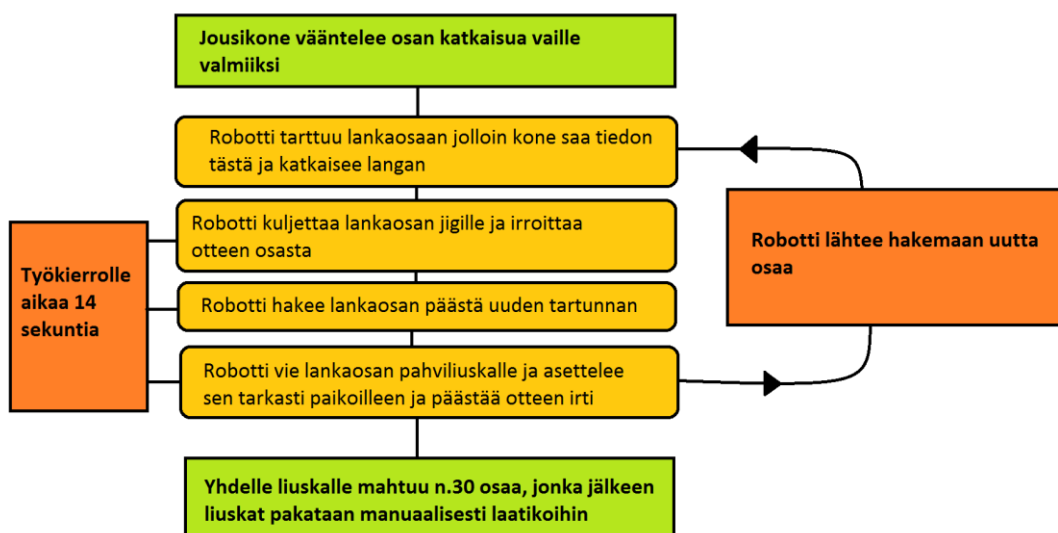 Jousikone vääntelee osan katkaisua vaille
valmiiksi
Robotti tarttuu lankaosaan jolloin kone saa tiedon
tästä ja katkaisee langan
Robotti kuljettaa lankaosan jigille ja irroittaa
otteen osasta
Työkierrolle
aikaa 14
sekuntia
Robotti lähtee hakemaan uutta
osaa
Robotti hakee lankaosan päästä uuden tartunnan
Robotti vie lankaosan pahviliuskalle ja asettelee
sen tarkasti paikoilleen ja päästää otteen irti
Yhdelle liuskalle mahtuu n.30 osaa, jonka jälkeen
liuskat pakataan manuaalisesti laatikoihin